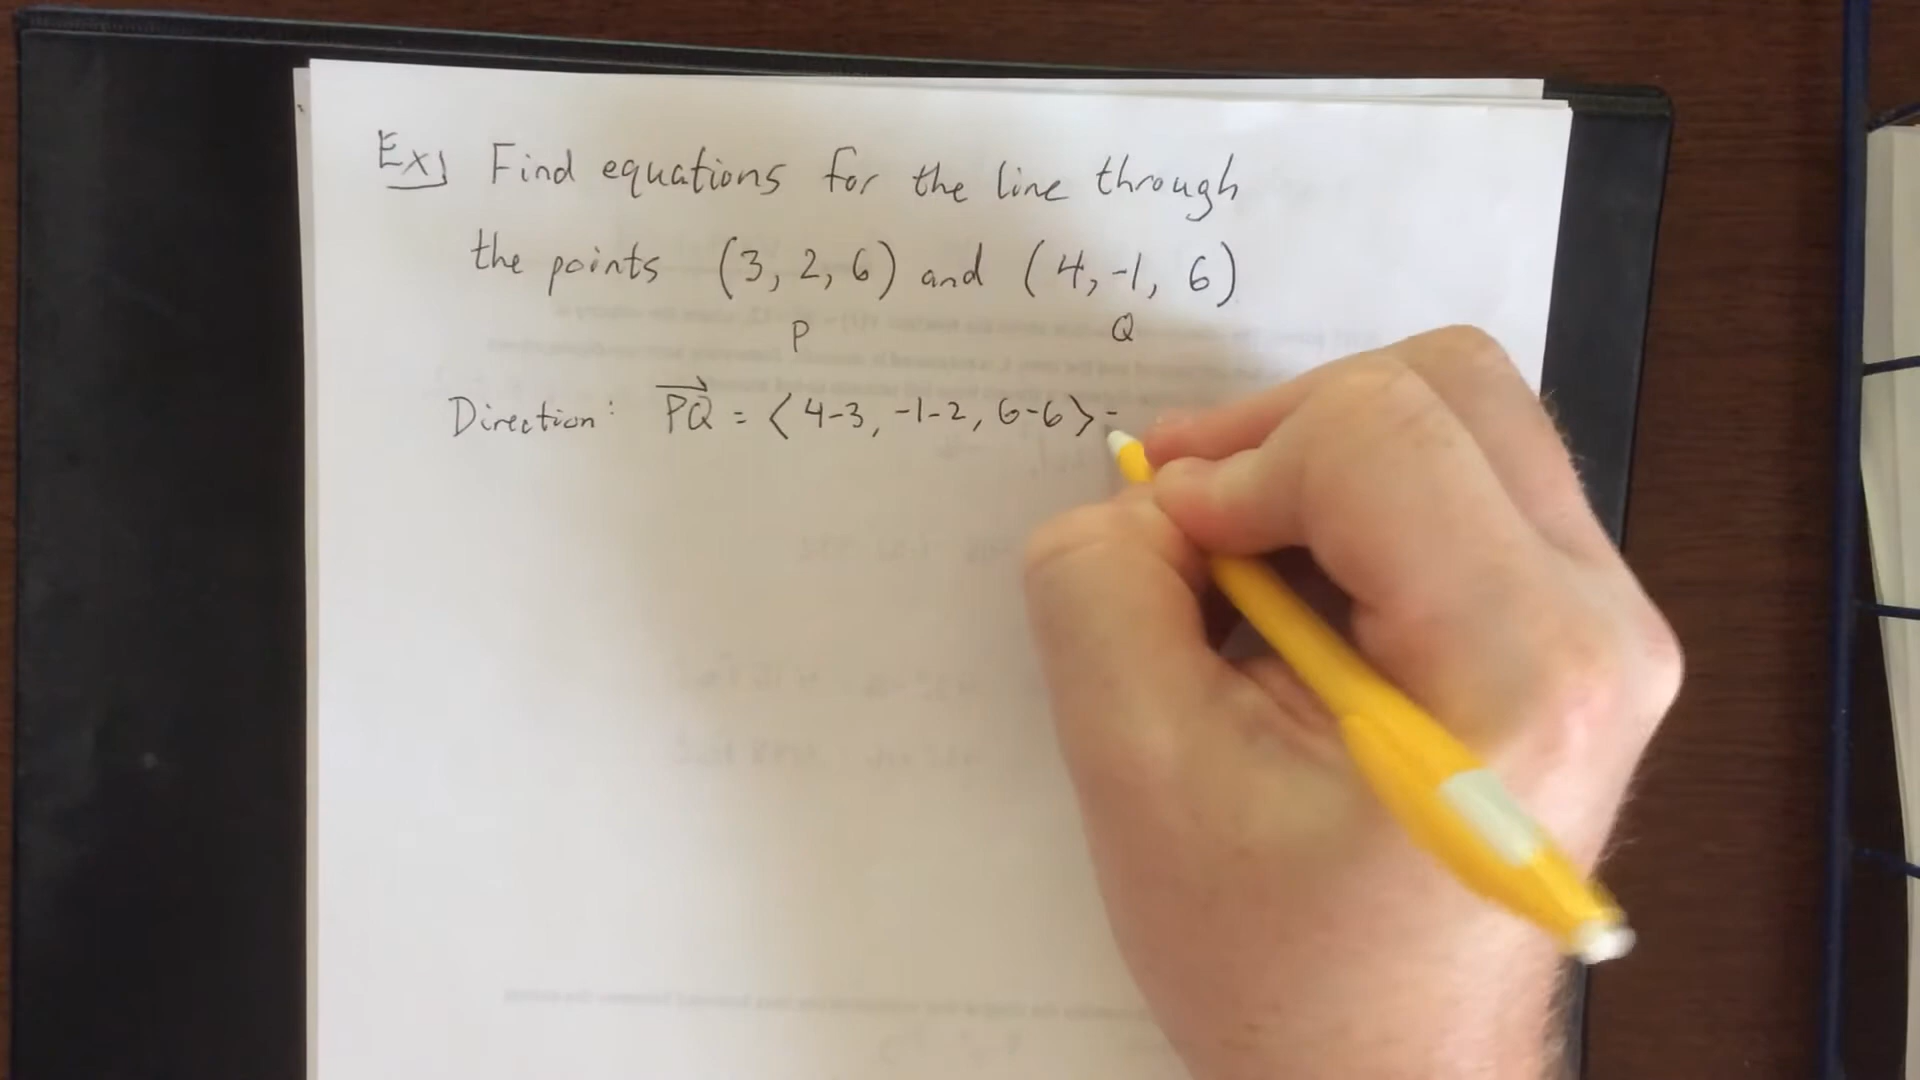 Ex) Find equations for the line through
the points (3, 2, 6) and (4, -1, 6)
P Q
Direction: \overrightarrow{PQ} = ⟨4-3, -1-2, 6-6⟩ =